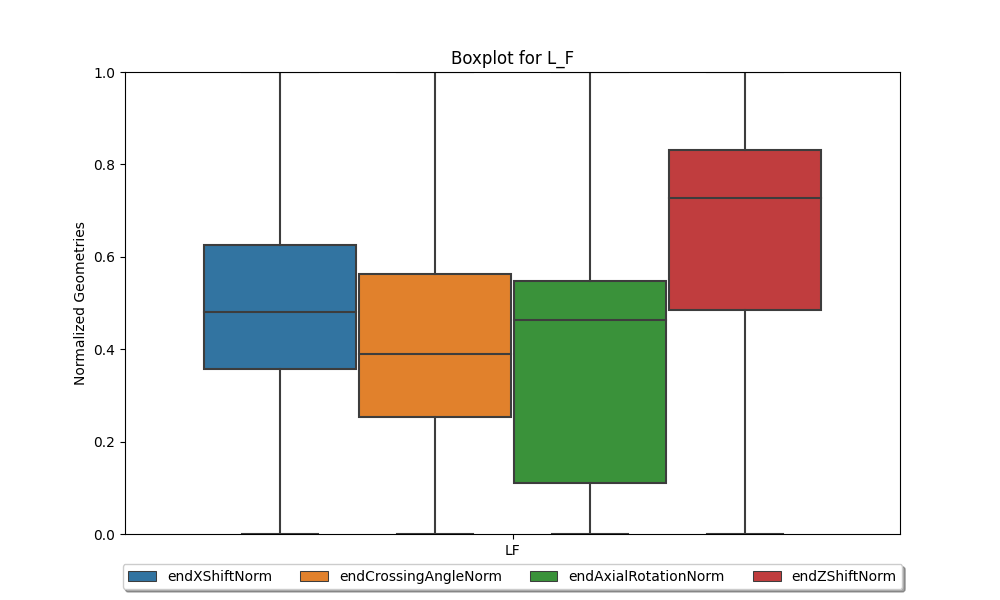 Boxplot for L_F
1.0
0.8
0.6
0.4
0.2
0.0
Normalized Geometries
LF
endXShiftNorm endCrossingAngleNorm endAxialRotationNorm endZShiftNorm